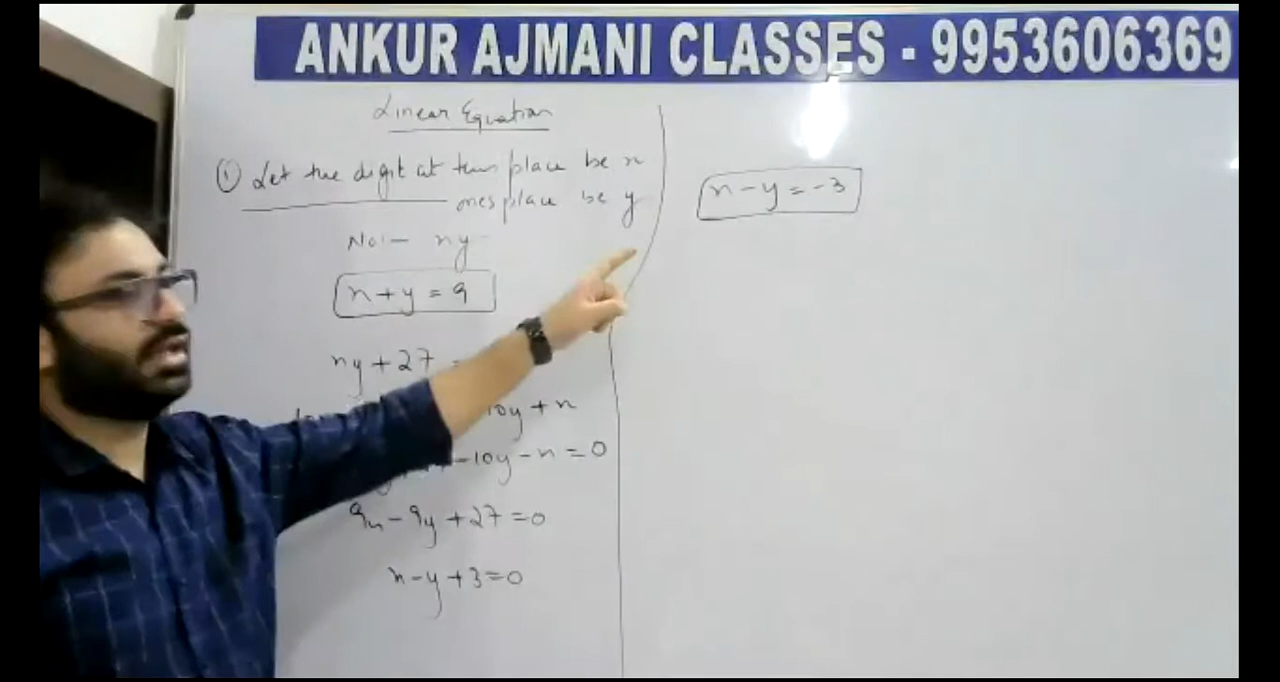 ANKUR AJMANI CLASSES - 9953606369
Linear Equation
① Let the digit at tens place be x
ones place be y
No:- xy
x+y = 9
xy + 27 =
10y + x
-10y - x = 0
9x - 9y + 27 = 0
x - y + 3 = 0
x - y = -3